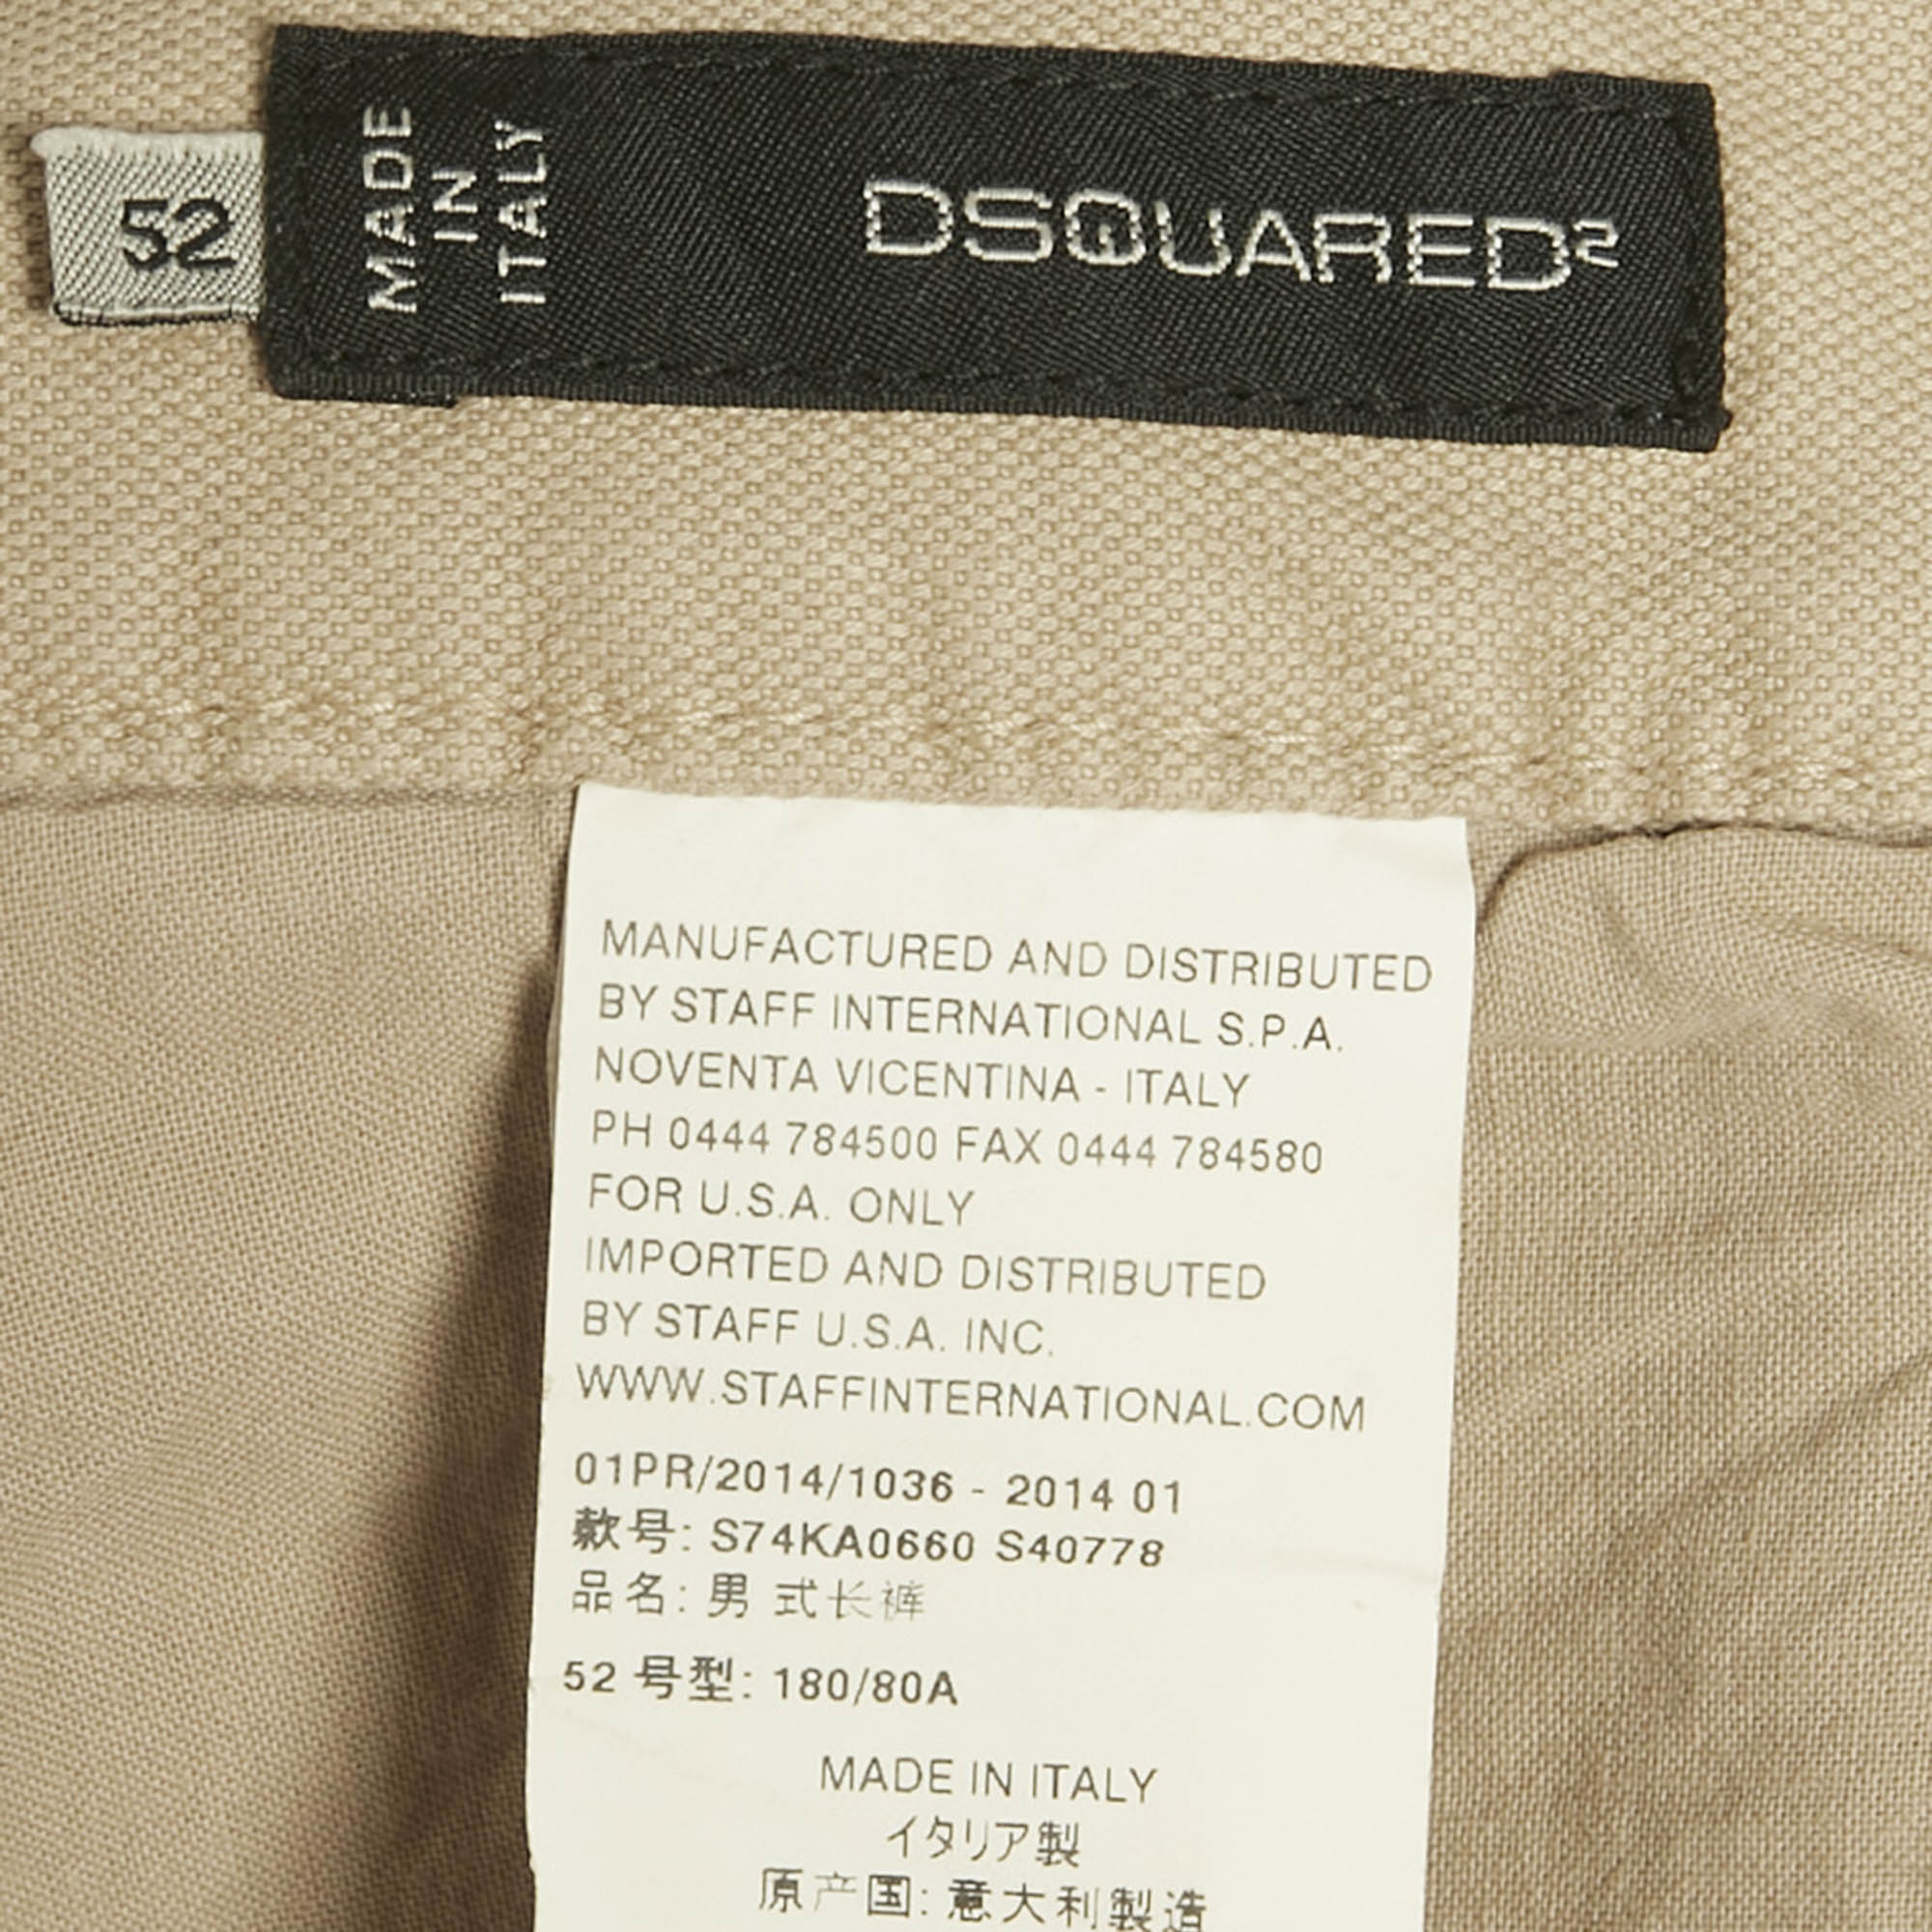 52
MADE
IN
ITALY
DSQUARED2
MANUFACTURED AND DISTRIBUTED
BY STAFF INTERNATIONAL S.P.A.
NOVENTA VICENTINA - ITALY
PH 0444 784500 FAX 0444 784580
FOR U.S.A. ONLY
IMPORTED AND DISTRIBUTED
BY STAFF U.S.A. INC.
WWW.STAFFINTERNATIONAL.COM
01PR/2014/1036 - 2014 01
款号: S74KA0660 S40778
品名: 男 式长裤
52 号型: 180/80A
MADE IN ITALY
イタリア製
原产国: 意大利製造